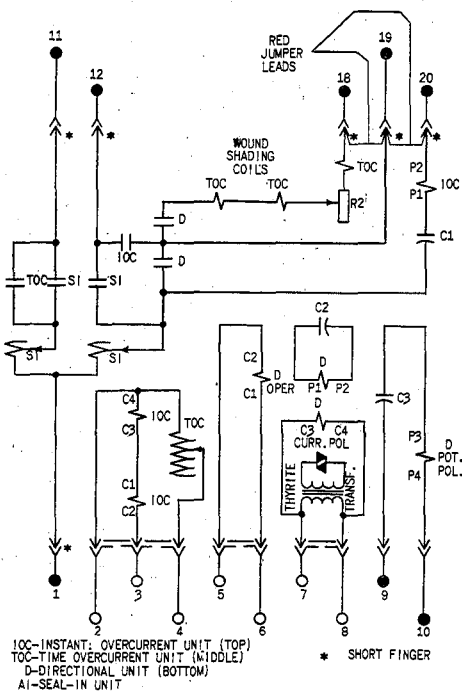 11
12
RED
JUMPER
LEADS
19
18
20
*
*
*
*
*
WOUND
SHADING
COILS
TOC
TOC
TOC
P2
P1
IOC
R2
D
IOC
D
C1
TOC
SI
SI
SI
SI
C2
D
P1 P2
C2
D
OPER
C1
D
C3 C4
CURR. POL
THYRITE
TRANSF.
C3
P3
D
POT.
POL.
P4
C4
IOC
C3
TOC
C1
IOC
C2
*
1
2
3
4
5
6
7
8
9
10
IOC-INSTANT: OVERCURRENT UNIT (TOP)
TOC-TIME OVERCURRENT UNIT (MIDDLE)
D-DIRECTIONAL UNIT (BOTTOM)
AI-SEAL-IN UNIT
* SHORT FINGER